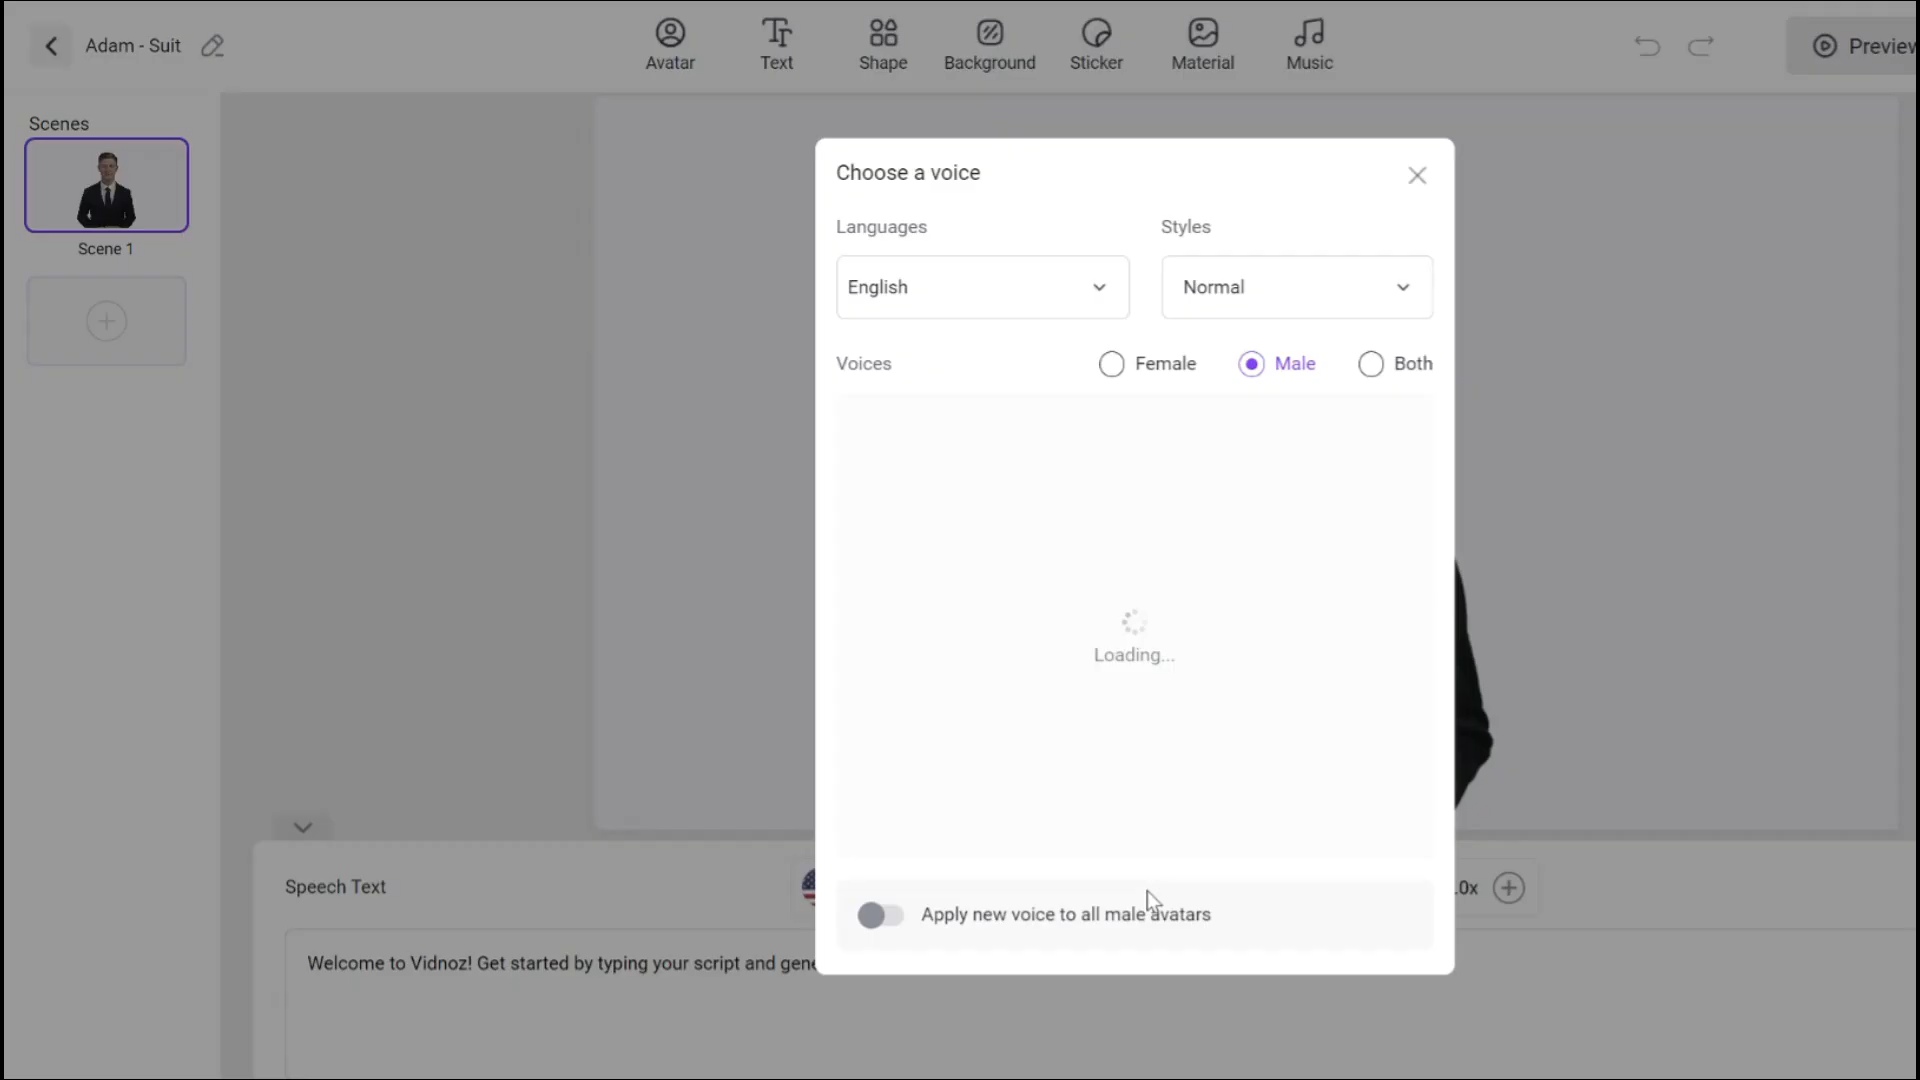 Adam - Suit
Avatar
Text
Shape
Background
Sticker
Material
Music
Preview
Scenes
Scene 1
Choose a voice
Languages
Styles
English
Normal
Voices
Female
Male
Both
Loading...
Apply new voice to all male avatars
Speech Text
.0x
Welcome to Vidnoz! Get started by typing your script and gene